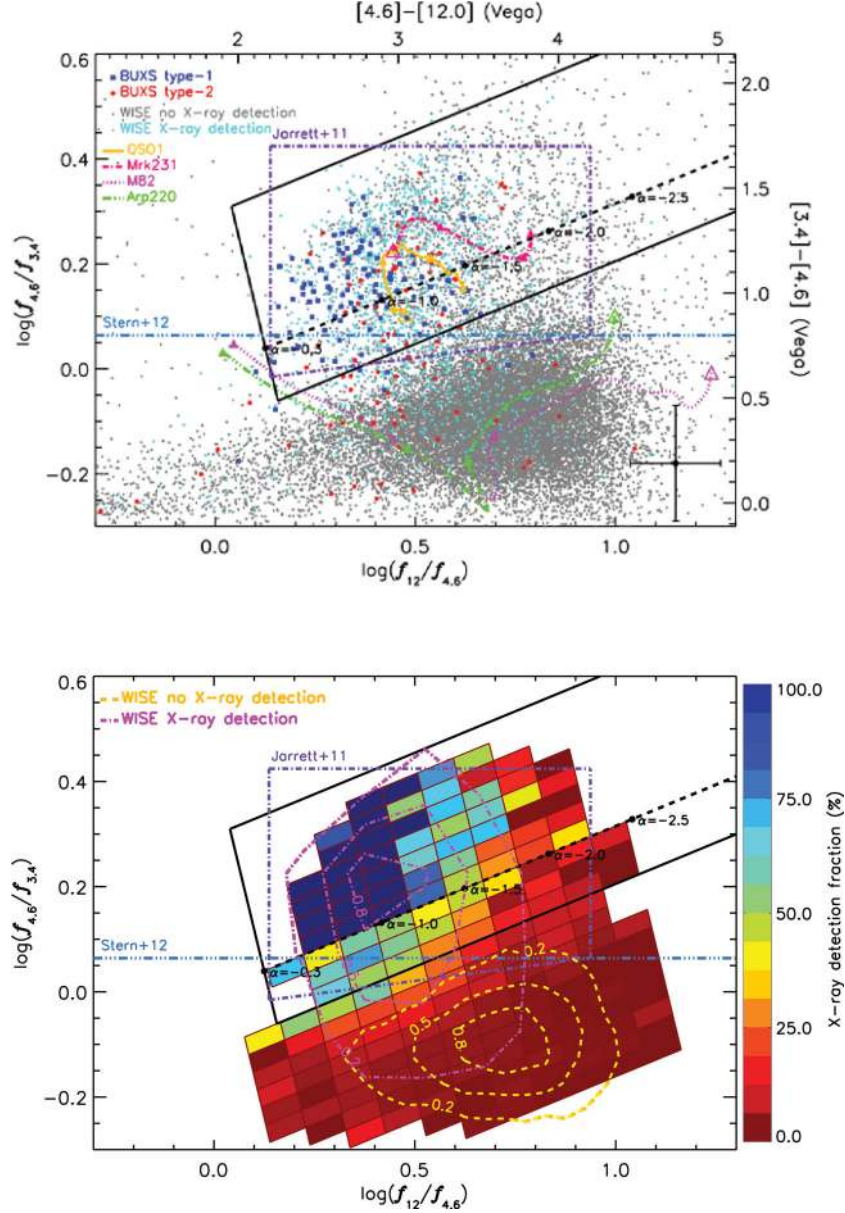 [4.6]−[12.0] (Vega)
2 3 4 5
0.6
BUXS type−1
BUXS type−2
WISE no X−ray detection
WISE X−ray detection
Jarrett+11
QSO1
Mrk231
M82
Arp220
0.4
0.2
0.0
−0.2
2.0
1.5
1.0
0.5
0.0
α=−2.5
α=−2.0
α=−1.5
α=−1.0
α=−0.3
Stern+12
log(f4.6/f3.4)
[3.4]−[4.6] (Vega)
0.0 0.5 1.0
log(f12/f4.6)
0.6
WISE no X−ray detection
WISE X−ray detection
Jarrett+11
0.4
0.2
0.0
−0.2
α=−2.5
α=−2.0
α=−1.5
α=−1.0
α=−0.3
Stern+12
0.8
0.2
0.2
0.5
0.8
0.2
log(f4.6/f3.4)
0.0 0.5 1.0
log(f12/f4.6)
100.0
75.0
50.0
25.0
0.0
X−ray detection fraction (%)